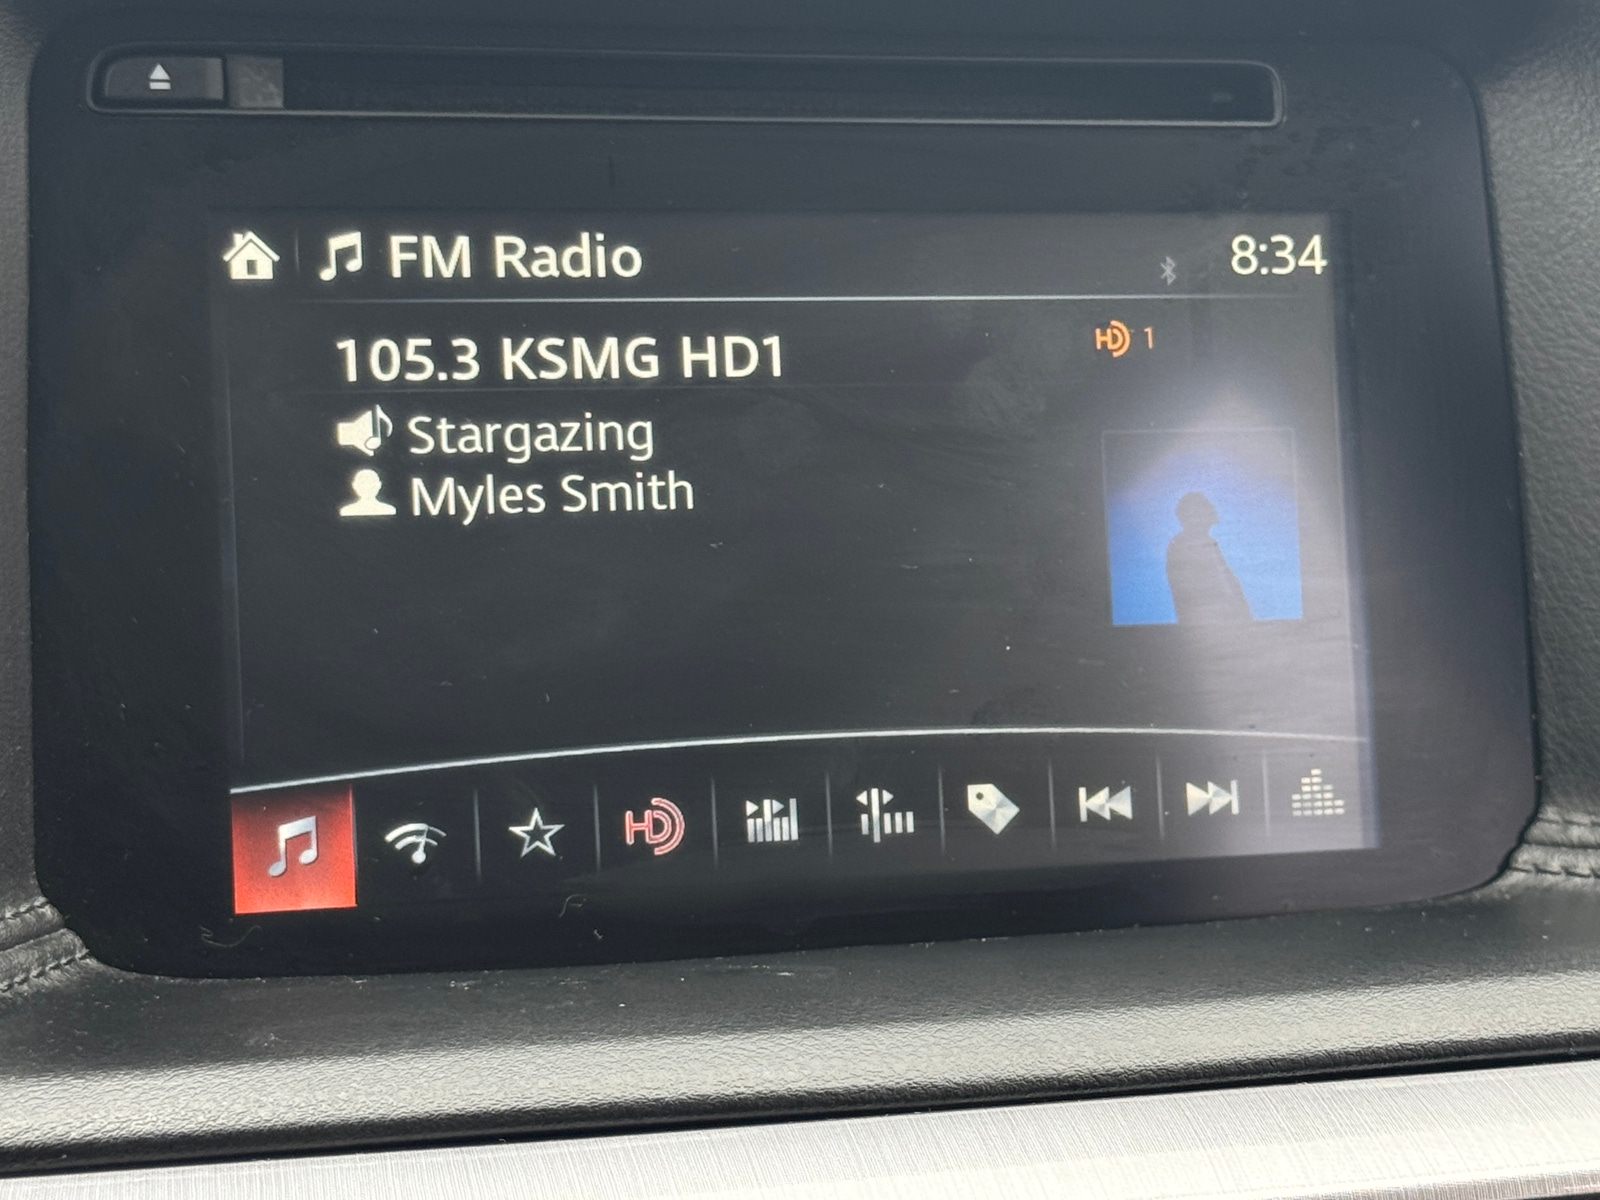 FM Radio
8:34
105.3 KSMG HD1
HD 1
Stargazing
Myles Smith
HD